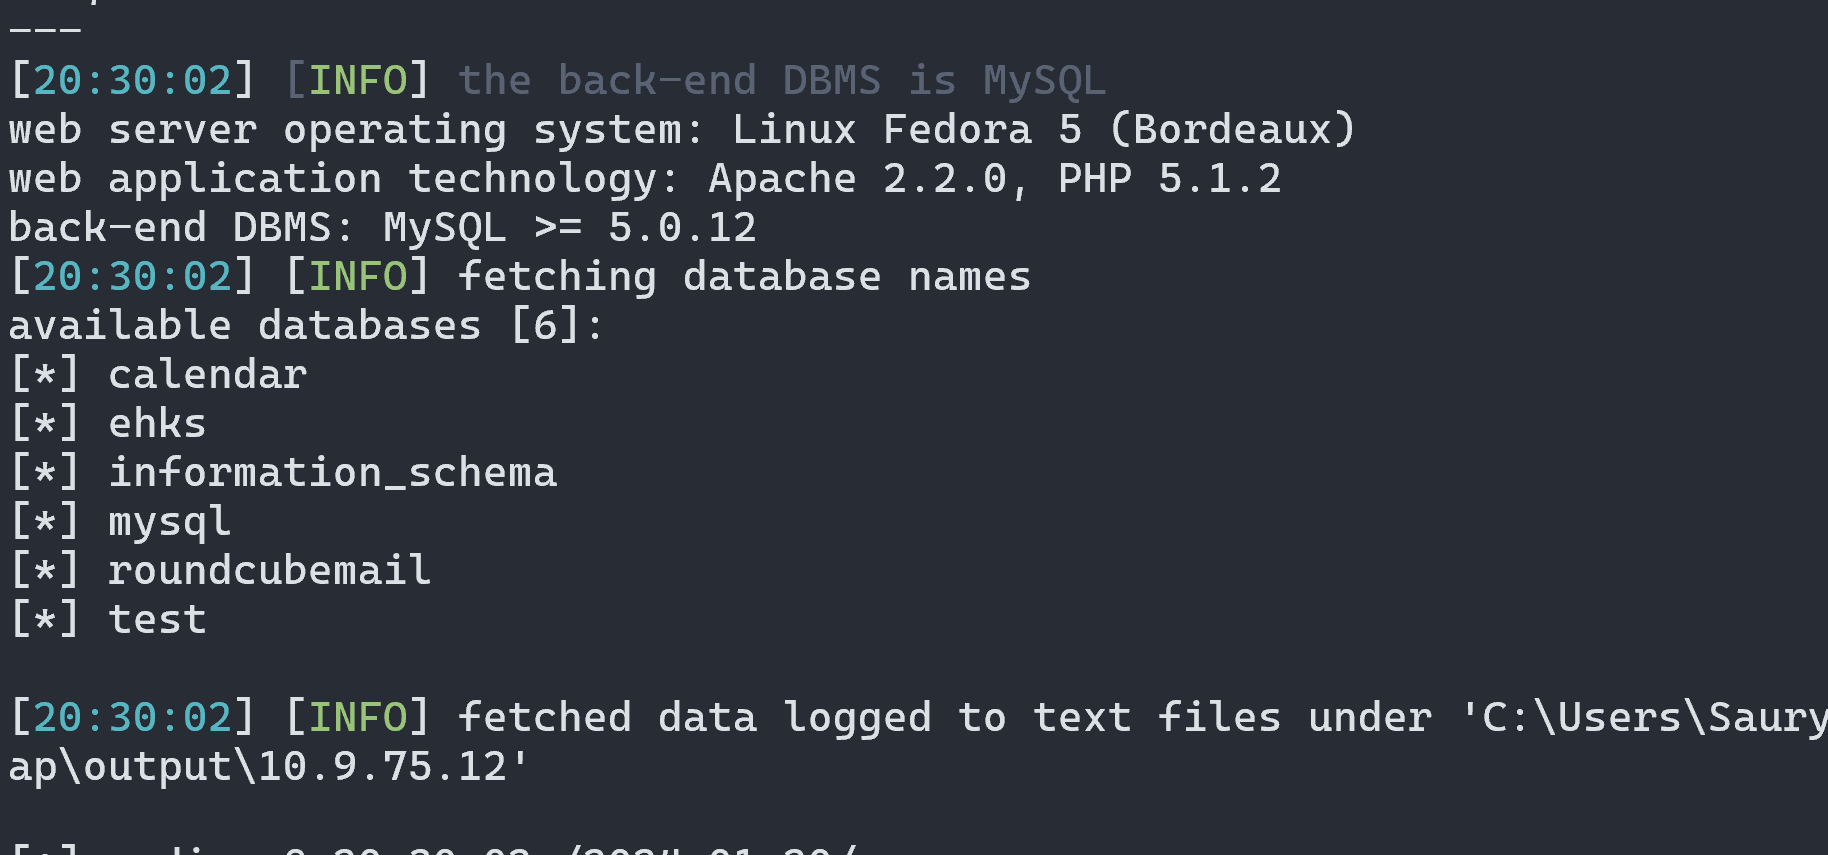 ---
[20:30:02] [INFO] the back-end DBMS is MySQL
web server operating system: Linux Fedora 5 (Bordeaux)
web application technology: Apache 2.2.0, PHP 5.1.2
back-end DBMS: MySQL >= 5.0.12
[20:30:02] [INFO] fetching database names
available databases [6]:
[*] calendar
[*] ehks
[*] information_schema
[*] mysql
[*] roundcubemail
[*] test
[20:30:02] [INFO] fetched data logged to text files under 'C:\Users\Saury
ap\output\10.9.75.12'